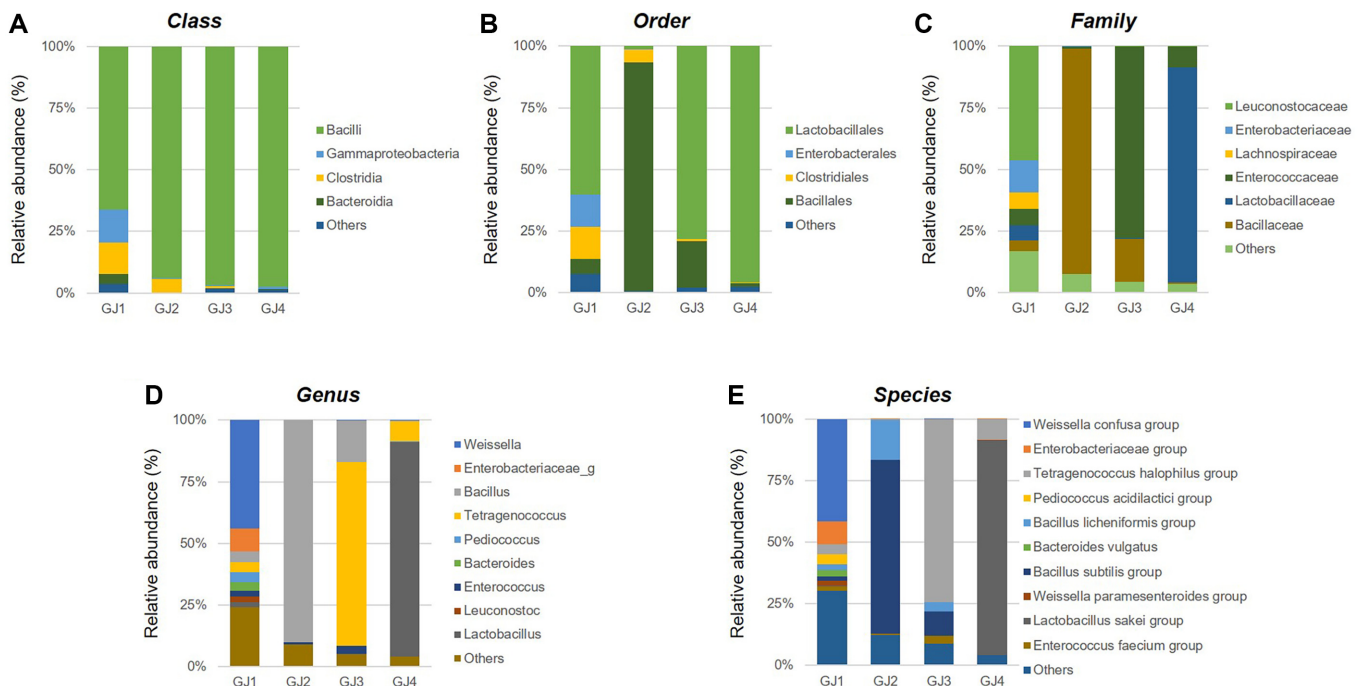 A
Class
Relative abundance (%)
100%
75%
50%
25%
0%
GJ1 GJ2 GJ3 GJ4
Bacilli
Gammaproteobacteria
Clostridia
Bacteroidia
Others
B
Order
Relative abundance (%)
100%
75%
50%
25%
0%
GJ1 GJ2 GJ3 GJ4
Lactobacillales
Enterobacterales
Clostridiales
Bacillales
Others
C
Family
Relative abundance (%)
100%
75%
50%
25%
0%
GJ1 GJ2 GJ3 GJ4
Leuconostocaceae
Enterobacteriaceae
Lachnospiraceae
Enterococcaceae
Lactobacillaceae
Bacillaceae
Others
D
Genus
Relative abundance (%)
100%
75%
50%
25%
0%
GJ1 GJ2 GJ3 GJ4
Weissella
Enterobacteriaceae_g
Bacillus
Tetragenococcus
Pediococcus
Bacteroides
Enterococcus
Leuconostoc
Lactobacillus
Others
E
Species
Relative abundance (%)
100%
75%
50%
25%
0%
GJ1 GJ2 GJ3 GJ4
Weissella confusa group
Enterobacteriaceae group
Tetragenococcus halophilus group
Pediococcus acidilactici group
Bacillus licheniformis group
Bacteroides vulgatus
Bacillus subtilis group
Weissella paramesenteroides group
Lactobacillus sakei group
Enterococcus faecium group
Others